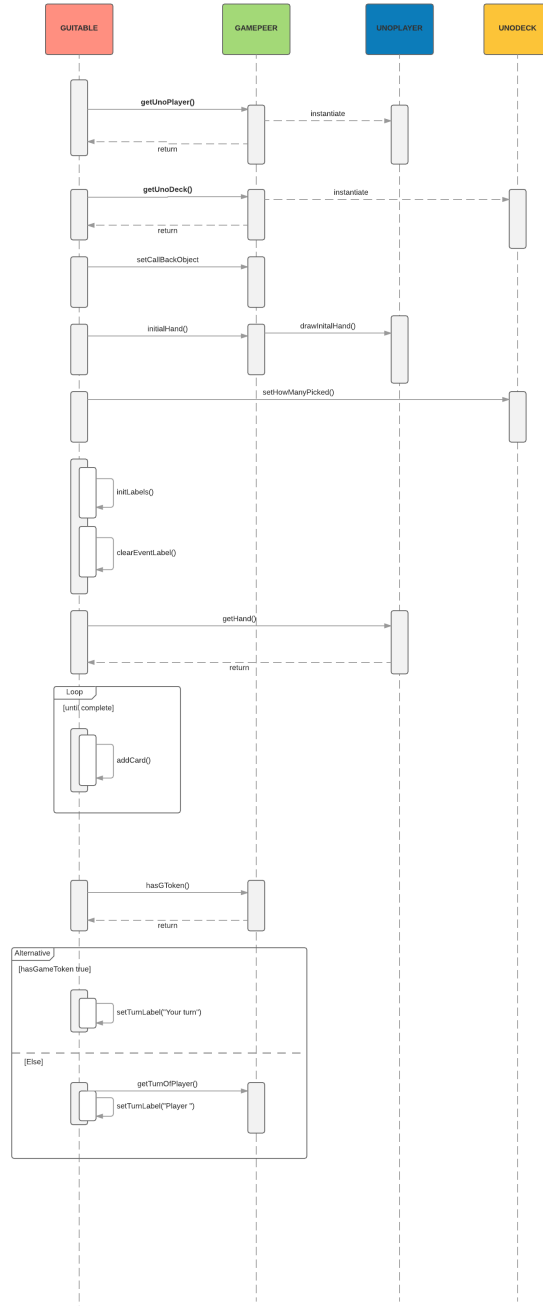 GUITABLE
GAMEPEER
UNOPLAYER
UNODECK
getUnoPlayer()
instantiate
return
getUnoDeck()
instantiate
return
setCallBackObject
initialHand()
drawInitalHand()
setHowManyPicked()
initLabels()
clearEventLabel()
getHand()
return
Loop
[until complete]
addCard()
hasGToken()
return
Alternative
[hasGameToken true]
setTurnLabel("Your turn")
[Else]
getTurnOfPlayer()
setTurnLabel("Player ")